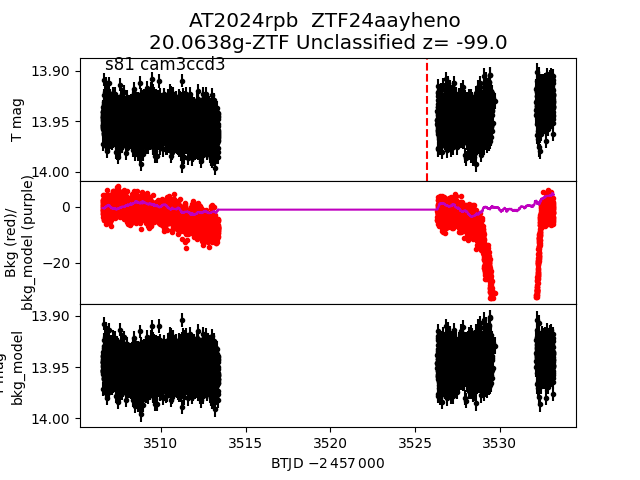 AT2024rpb  ZTF24aayheno
20.0638g-ZTF Unclassified z= -99.0
s81 cam3ccd3
13.90
13.95
14.00
T mag
0
−20
Bkg (red)/
bkg_model (purple)
13.90
13.95
14.00
mag
bkg_model
3510
3515
3520
3525
3530
BTJD −2 457 000